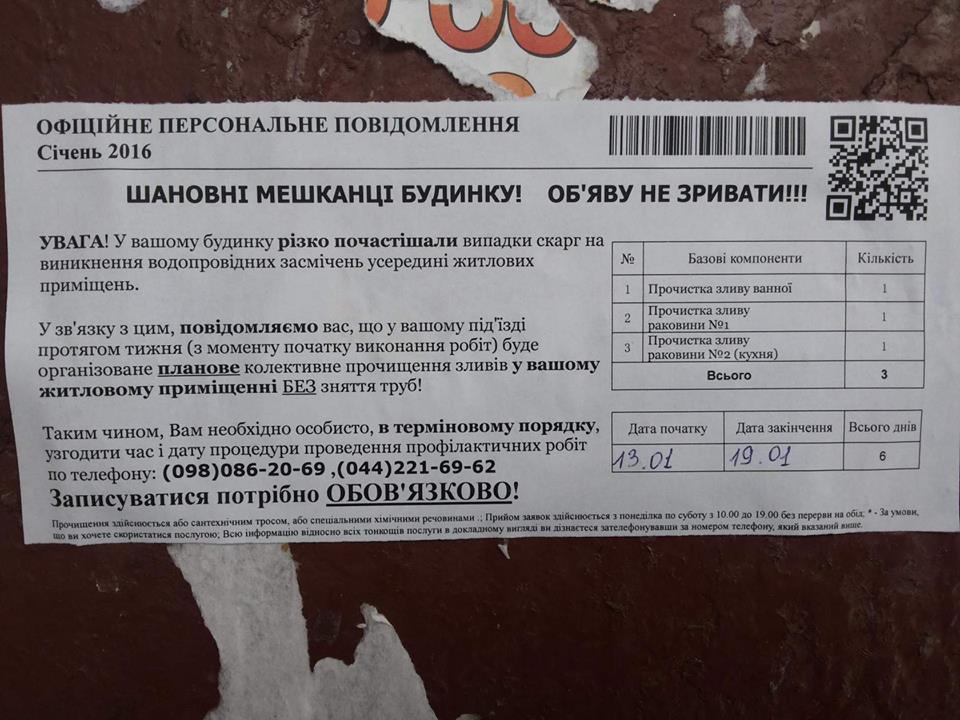 ОФІЦІЙНЕ ПЕРСОНАЛЬНЕ ПОВІДОМЛЕННЯ
Січень 2016
ШАНОВНІ МЕШКАНЦІ БУДИНКУ! ОБ'ЯВУ НЕ ЗРИВАТИ!!!
УВАГА! У вашому будинку різко почастішали випадки скарг на
виникнення водопровідних засмічень усередині житлових
приміщень.
У зв'язку з цим, повідомляємо вас, що у вашому під'їзді
протягом тижня (з моменту початку виконання робіт) буде
організоване планове колективне прочищення зливів у вашому
житловому приміщенні БЕЗ зняття труб!
Таким чином, Вам необхідно особисто, в терміновому порядку,
узгодити час і дату процедури проведення профілактичних робіт
по телефону: (098)086-20-69 ,(044)221-69-62
Записуватися потрібно ОБОВ'ЯЗКОВО!
№ Базові компоненти Кількість
1 Прочистка зливу ванної 1
2 Прочистка зливу
раковини №1 1
3 Прочистка зливу
раковини №2 (кухня) 1
Всього 3
Дата початку Дата закінчення Всього днів
13.01 19.01 6
Прочищення здійснюється або сантехнічним тросом, або спеціальними хімічними речовинами .; Прийом заявок здійснюється з понеділка по суботу з 10.00 до 19.00 без перерви на обід; * - За умови,
що ви хочете скористатися послугою; Всю інформацію відносно всіх тонкощів послуги в докладному вигляді ви дізнаєтеся зателефонувавши за номером телефону, який вказаний вище.